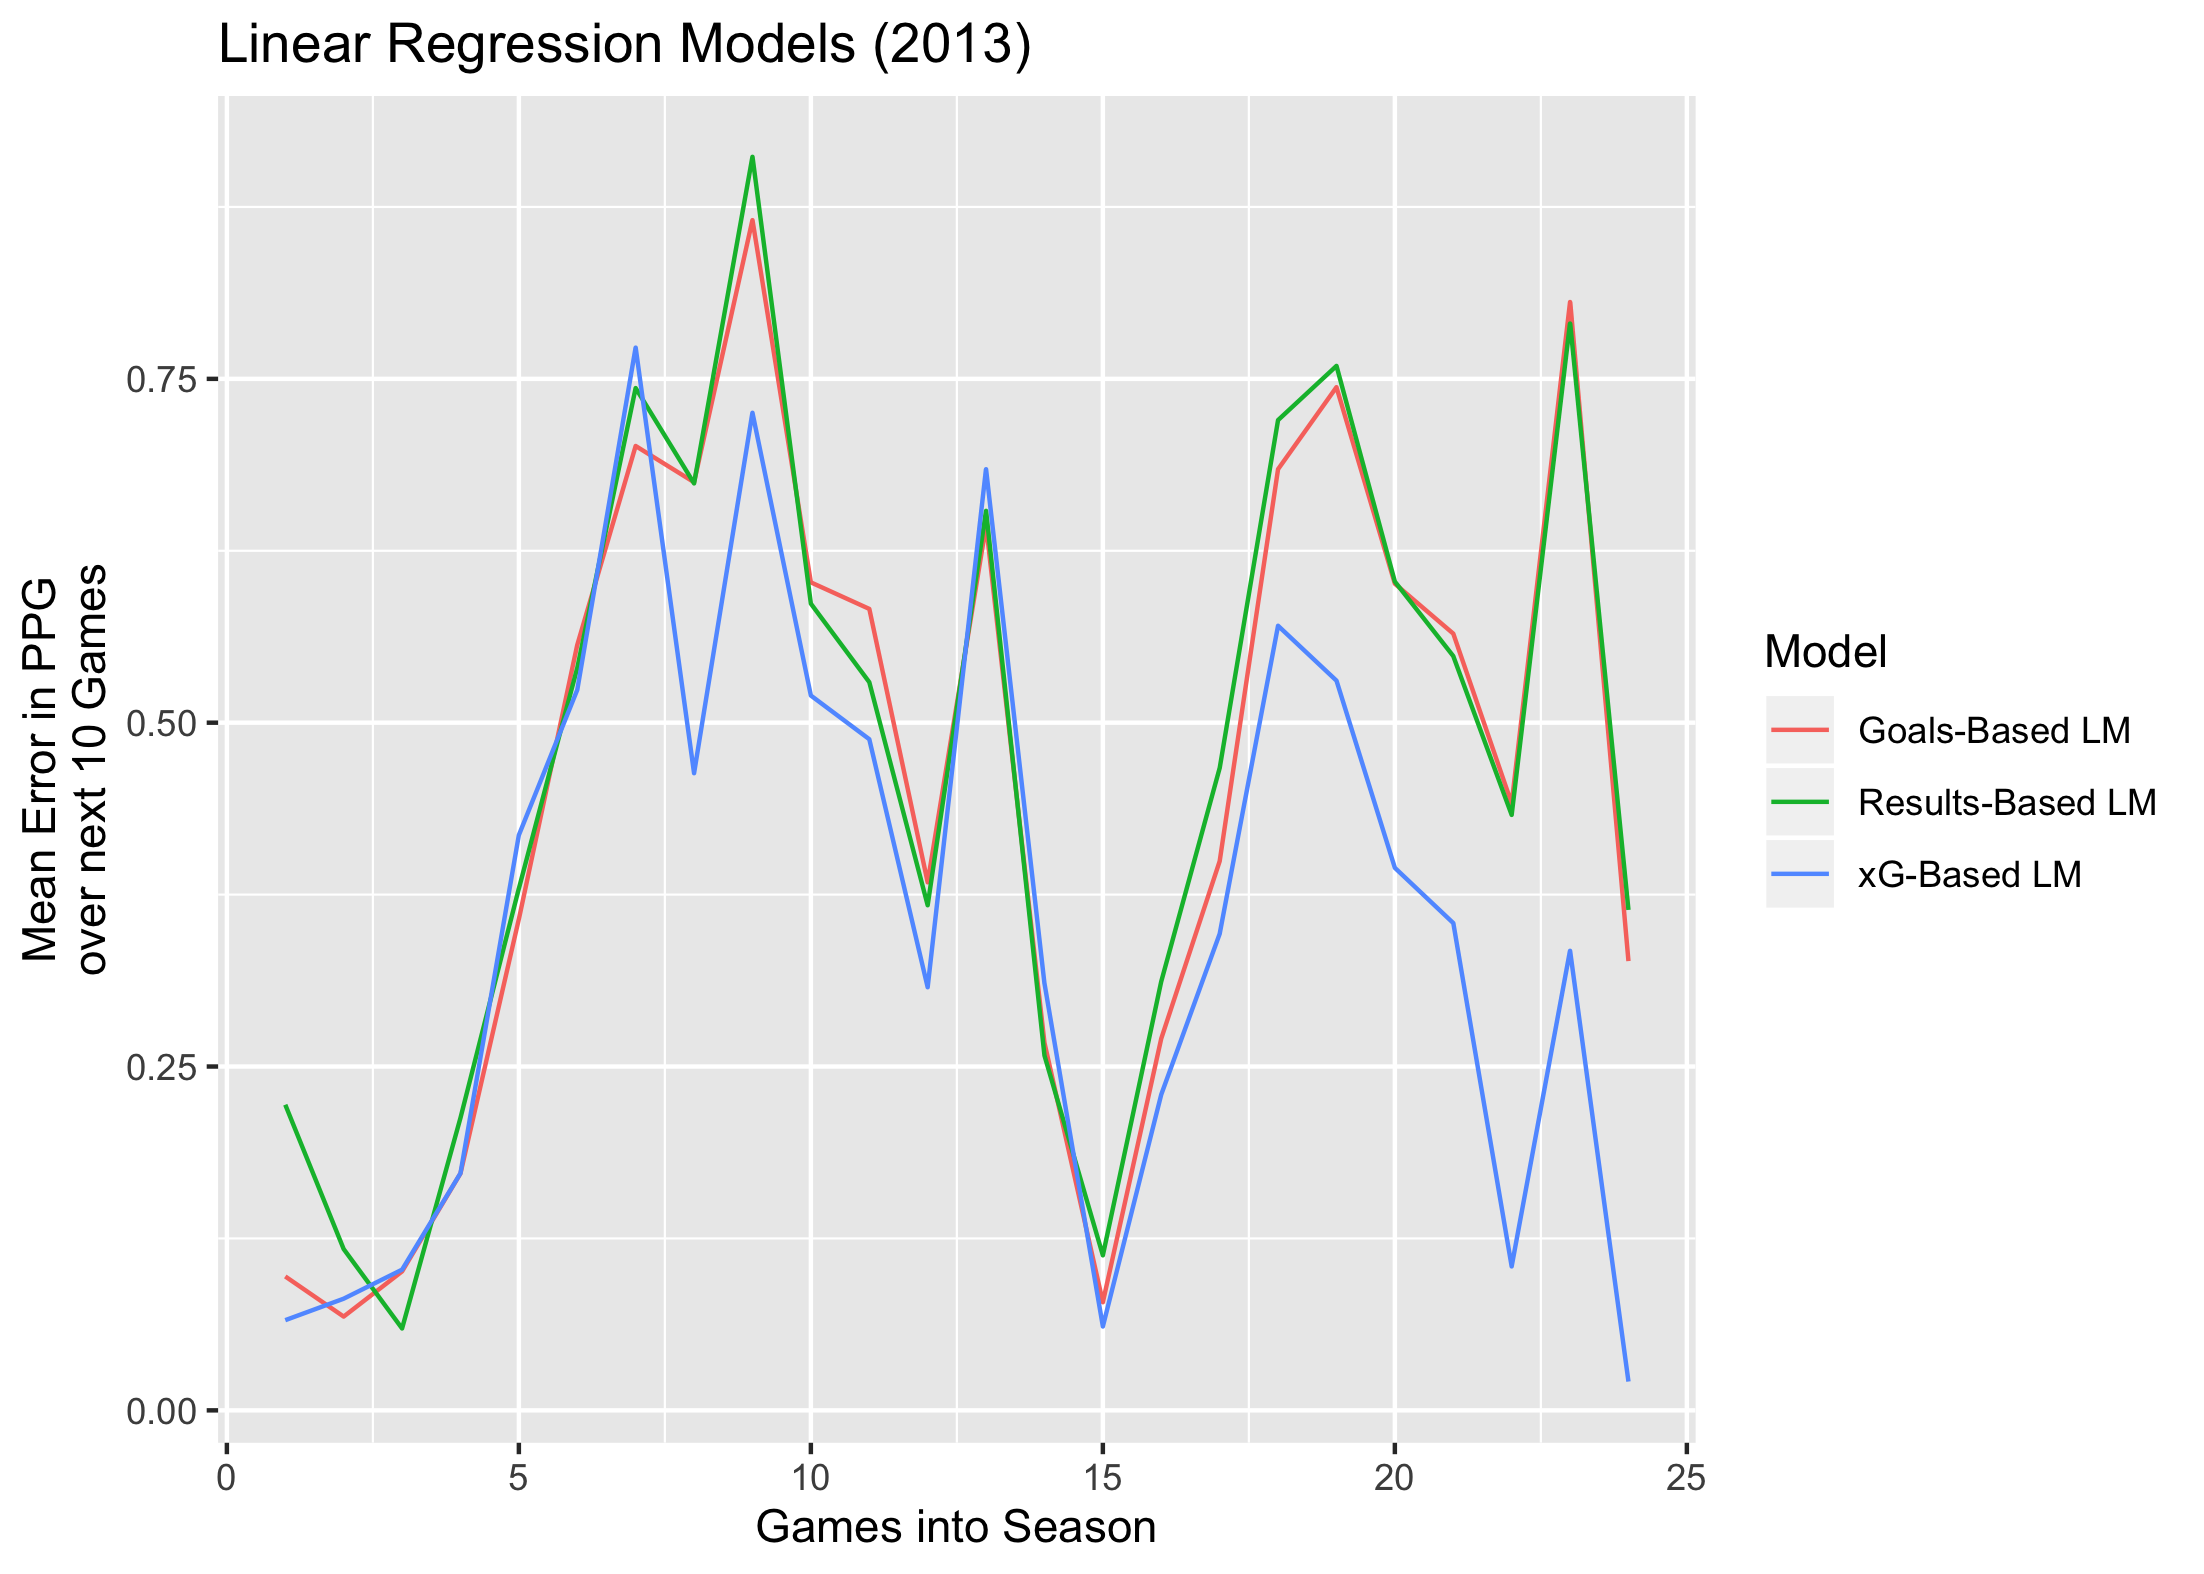 Linear Regression Models (2013)
Mean Error in PPG
over next 10 Games
0.75
0.50
0.25
0.00
0 5 10 15 20 25
Games into Season
Model
Goals-Based LM
Results-Based LM
xG-Based LM